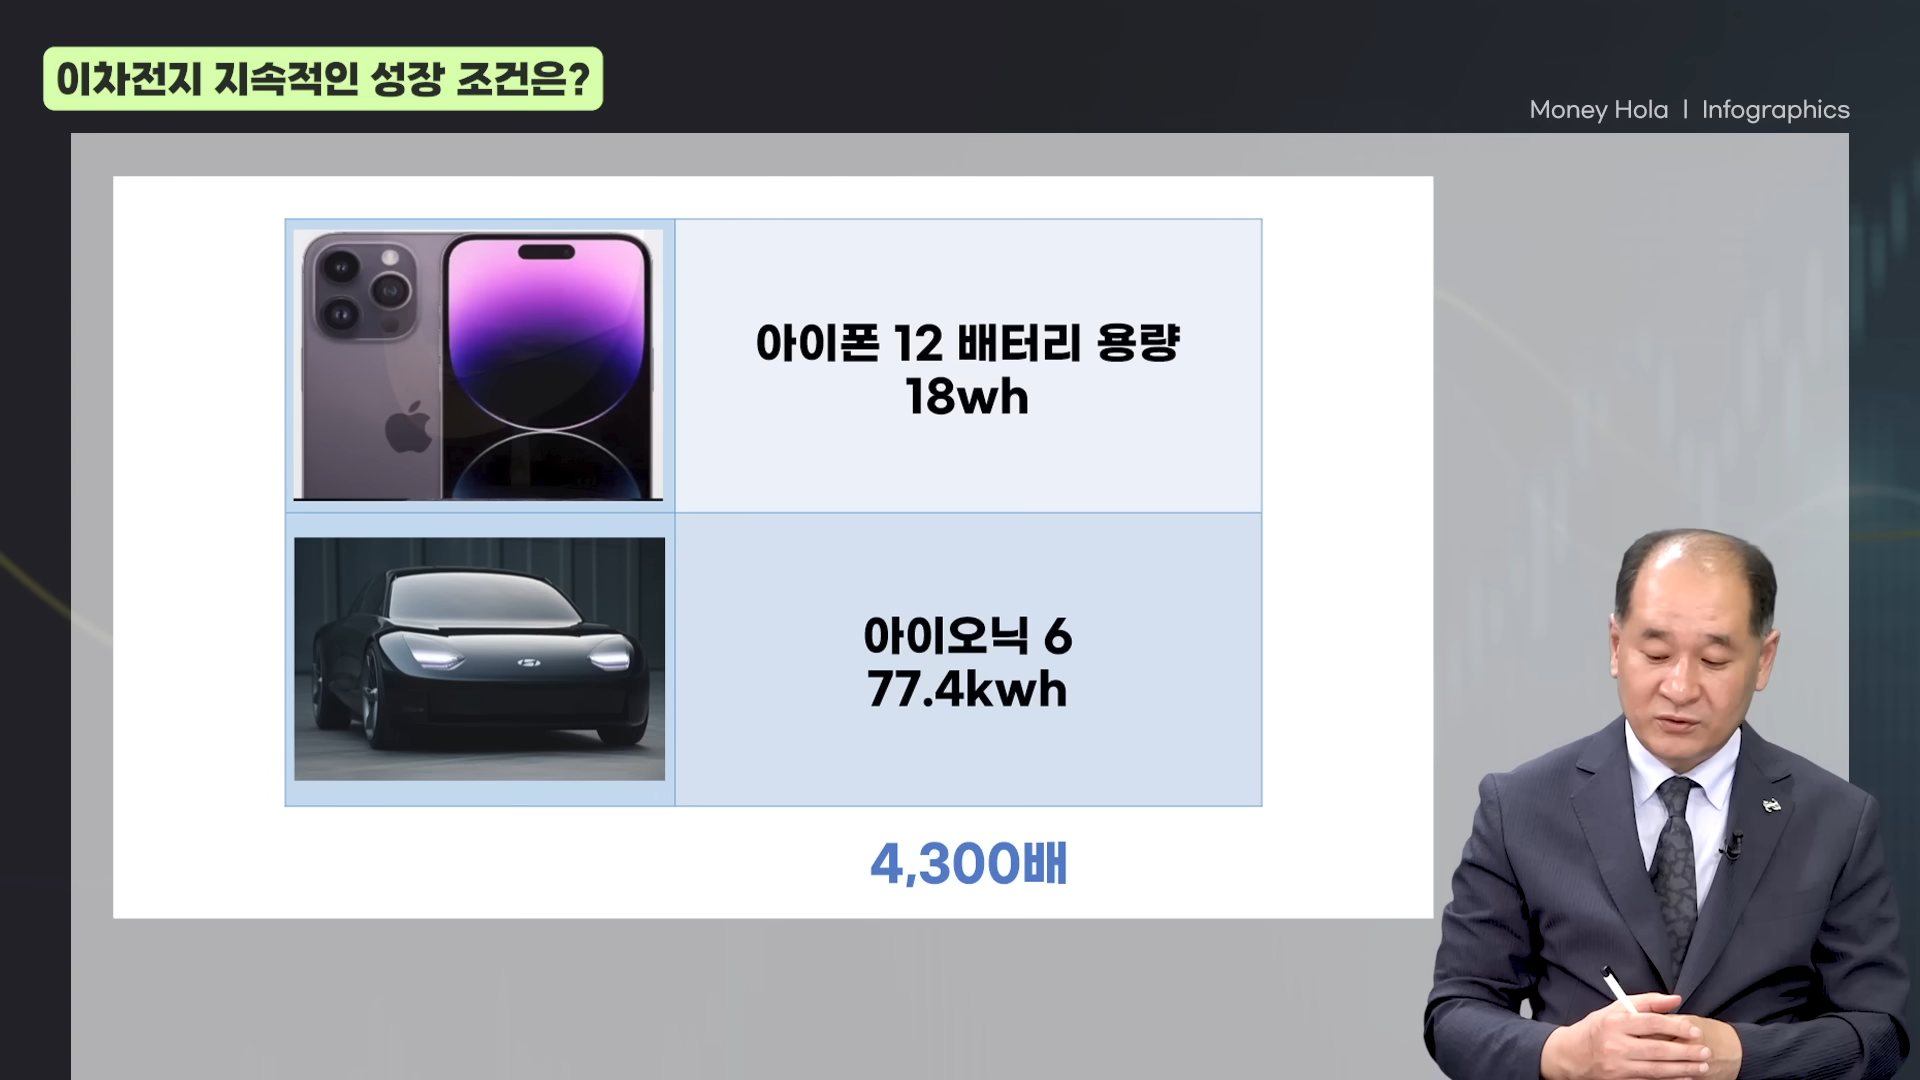 이차전지 지속적인 성장 조건은?
Money Hola | Infographics
아이폰 12 배터리 용량
18wh
아이오닉 6
77.4kwh
4,300배